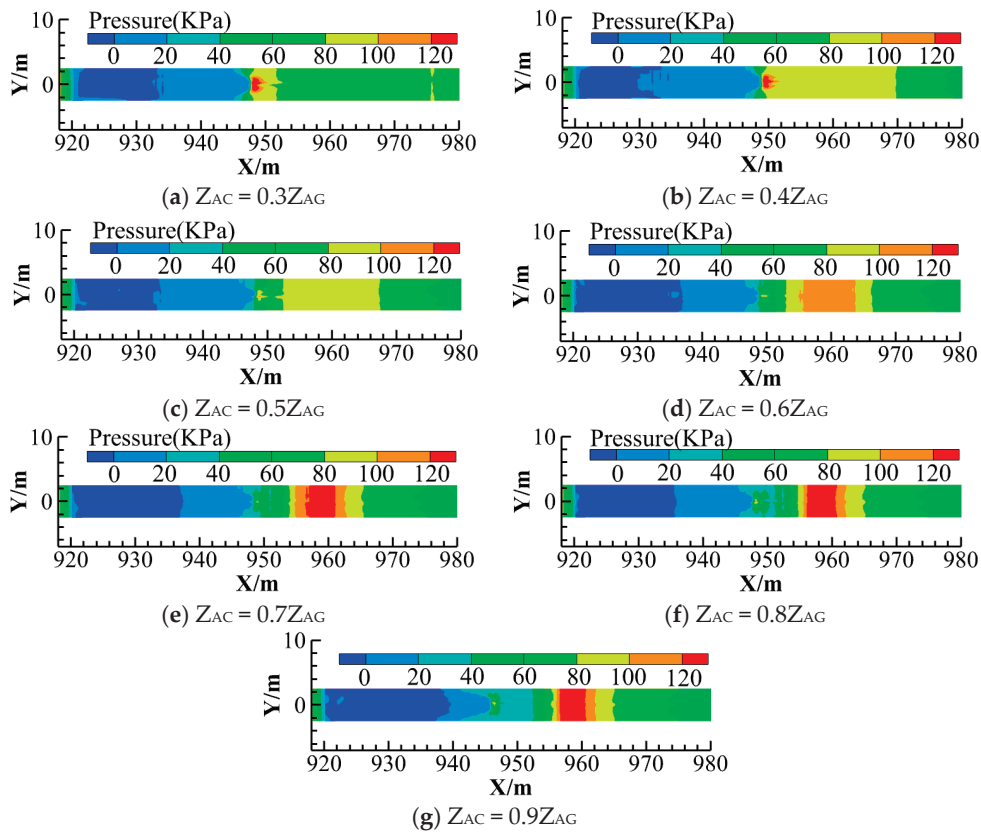 10
Pressure(KPa)
0 20 40 60 80 100 120
Y/m
0
920 930 940 950 960 970 980
X/m
(a) ZAC = 0.3ZAG
10
Pressure(KPa)
0 20 40 60 80 100 120
Y/m
0
920 930 940 950 960 970 980
X/m
(b) ZAC = 0.4ZAG
10
Pressure(KPa)
0 20 40 60 80 100 120
Y/m
0
920 930 940 950 960 970 980
X/m
(c) ZAC = 0.5ZAG
10
Pressure(KPa)
0 20 40 60 80 100 120
Y/m
0
920 930 940 950 960 970 980
X/m
(d) ZAC = 0.6ZAG
10
Pressure(KPa)
0 20 40 60 80 100 120
Y/m
0
920 930 940 950 960 970 980
X/m
(e) ZAC = 0.7ZAG
10
Pressure(KPa)
0 20 40 60 80 100 120
Y/m
0
920 930 940 950 960 970 980
X/m
(f) ZAC = 0.8ZAG
10
Pressure(KPa)
0 20 40 60 80 100 120
Y/m
0
920 930 940 950 960 970 980
X/m
(g) ZAC = 0.9ZAG